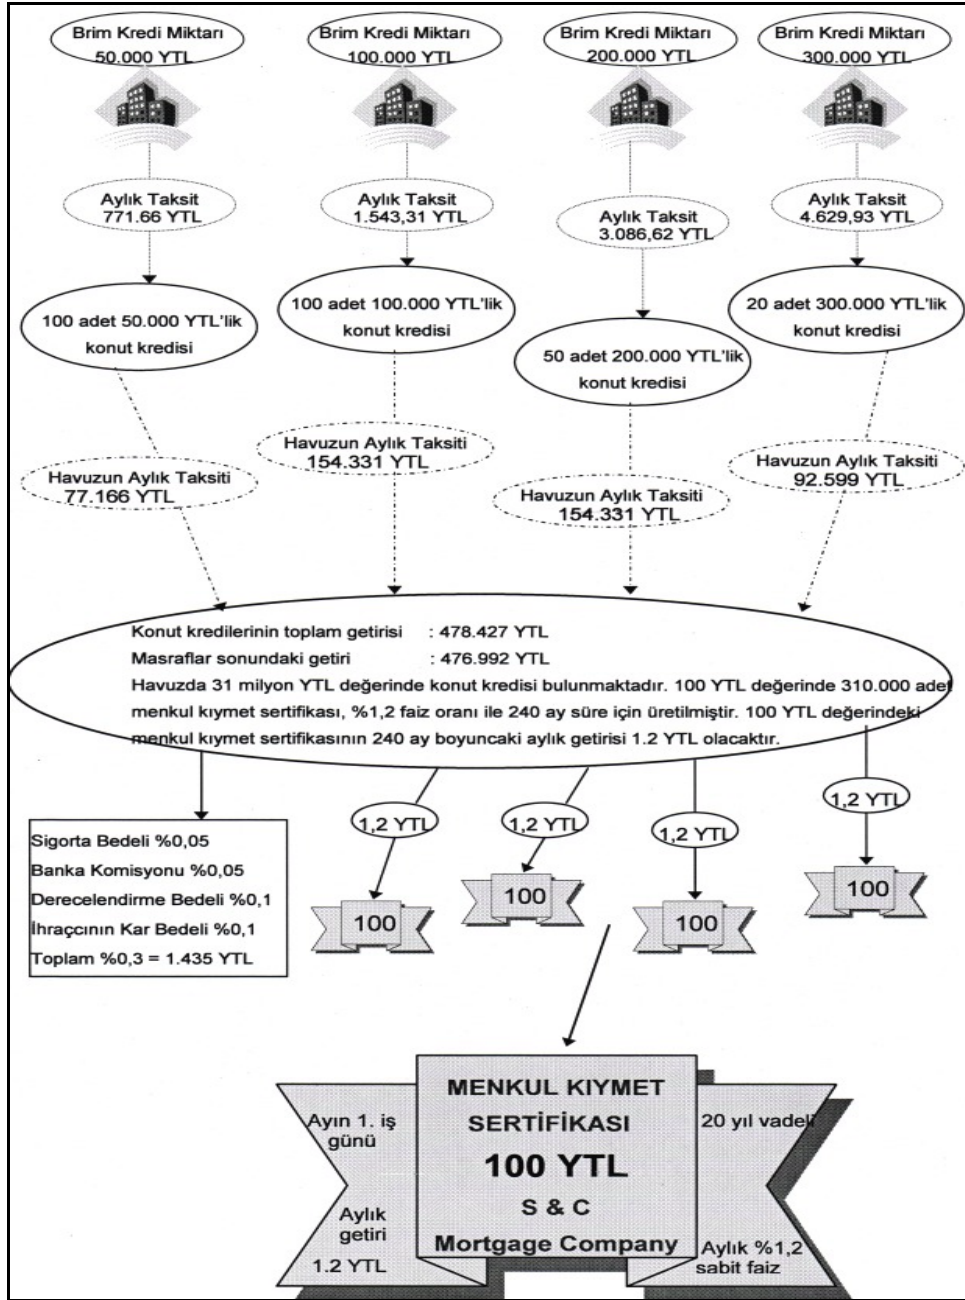 Brim Kredi Miktarı
50.000 YTL
Brim Kredi Miktarı
100.000 YTL
Brim Kredi Miktarı
200.000 YTL
Brim Kredi Miktarı
300.000 YTL
Aylık Taksit
771.66 YTL
Aylık Taksit
1.543,31 YTL
Aylık Taksit
3.086,62 YTL
Aylık Taksit
4.629,93 YTL
100 adet 50.000 YTL'lik
konut kredisi
100 adet 100.000 YTL'lik
konut kredisi
50 adet 200.000 YTL'lik
konut kredisi
20 adet 300.000 YTL'lik
konut kredisi
Havuzun Aylık Taksiti
77.166 YTL
Havuzun Aylık Taksiti
154.331 YTL
Havuzun Aylık Taksiti
154.331 YTL
Havuzun Aylık Taksiti
92.599 YTL
Konut kredilerinin toplam getirisi : 478.427 YTL
Masraflar sonundaki getiri : 476.992 YTL
Havuzda 31 milyon YTL değerinde konut kredisi bulunmaktadır. 100 YTL değerinde 310.000 adet
menkul kıymet sertifikası, %1,2 faiz oranı ile 240 ay süre için üretilmiştir. 100 YTL değerindeki
menkul kıymet sertifikasının 240 ay boyuncaki aylık getirisi 1.2 YTL olacaktır.
Sigorta Bedeli %0,05
Banka Komisyonu %0,05
Derecelendirme Bedeli %0,1
İhraçcının Kar Bedeli %0,1
Toplam %0,3 = 1.435 YTL
1,2 YTL
100
1,2 YTL
100
1,2 YTL
100
1,2 YTL
100
Ayın 1. iş
günü
Aylık
getiri
1.2 YTL
MENKUL KIYMET
SERTİFİKASI
100 YTL
S & C
Mortgage Company
20 yıl vadeli
Aylık %1,2
sabit faiz